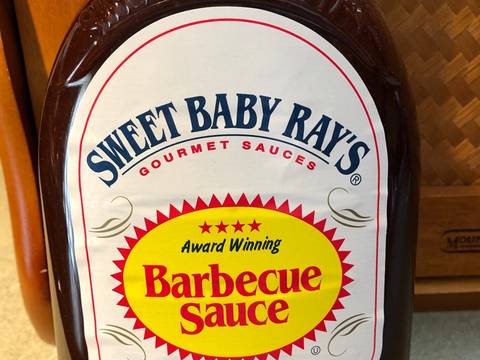 SWEET BABY RAY'S®
GOURMET SAUCES
Award Winning
Barbecue
Sauce